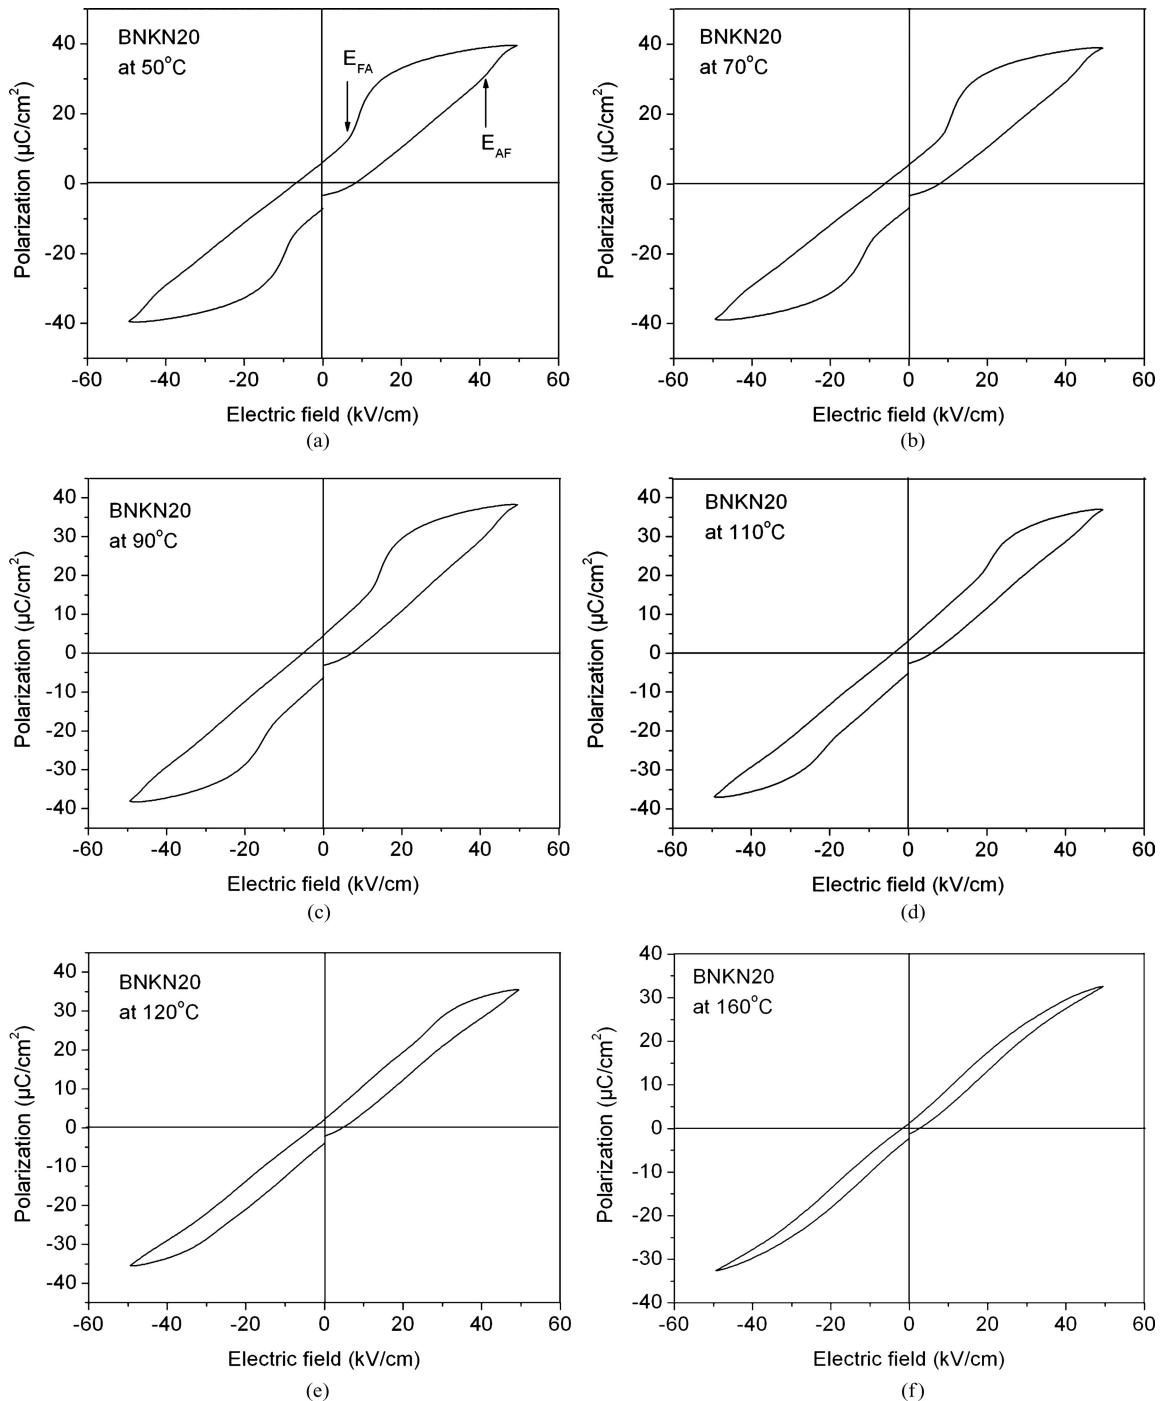 BNKN20
at 50°C
E_FA
E_AF
Polarization (µC/cm²)
40
20
0
-20
-40
-60 -40 -20 0 20 40 60
Electric field (kV/cm)
(a)
BNKN20
at 70°C
Polarization (µC/cm²)
40
20
0
-20
-40
-60 -40 -20 0 20 40 60
Electric field (kV/cm)
(b)
BNKN20
at 90°C
Polarization (µC/cm²)
40
30
20
10
0
-10
-20
-30
-40
-60 -40 -20 0 20 40 60
Electric field (kV/cm)
(c)
BNKN20
at 110°C
Polarization (µC/cm²)
40
30
20
10
0
-10
-20
-30
-40
-60 -40 -20 0 20 40 60
Electric field (kV/cm)
(d)
BNKN20
at 120°C
Polarization (µC/cm²)
40
30
20
10
0
-10
-20
-30
-40
-60 -40 -20 0 20 40 60
Electric field (kV/cm)
(e)
BNKN20
at 160°C
Polarization (µC/cm²)
40
30
20
10
0
-10
-20
-30
-40
-60 -40 -20 0 20 40 60
Electric field (kV/cm)
(f)